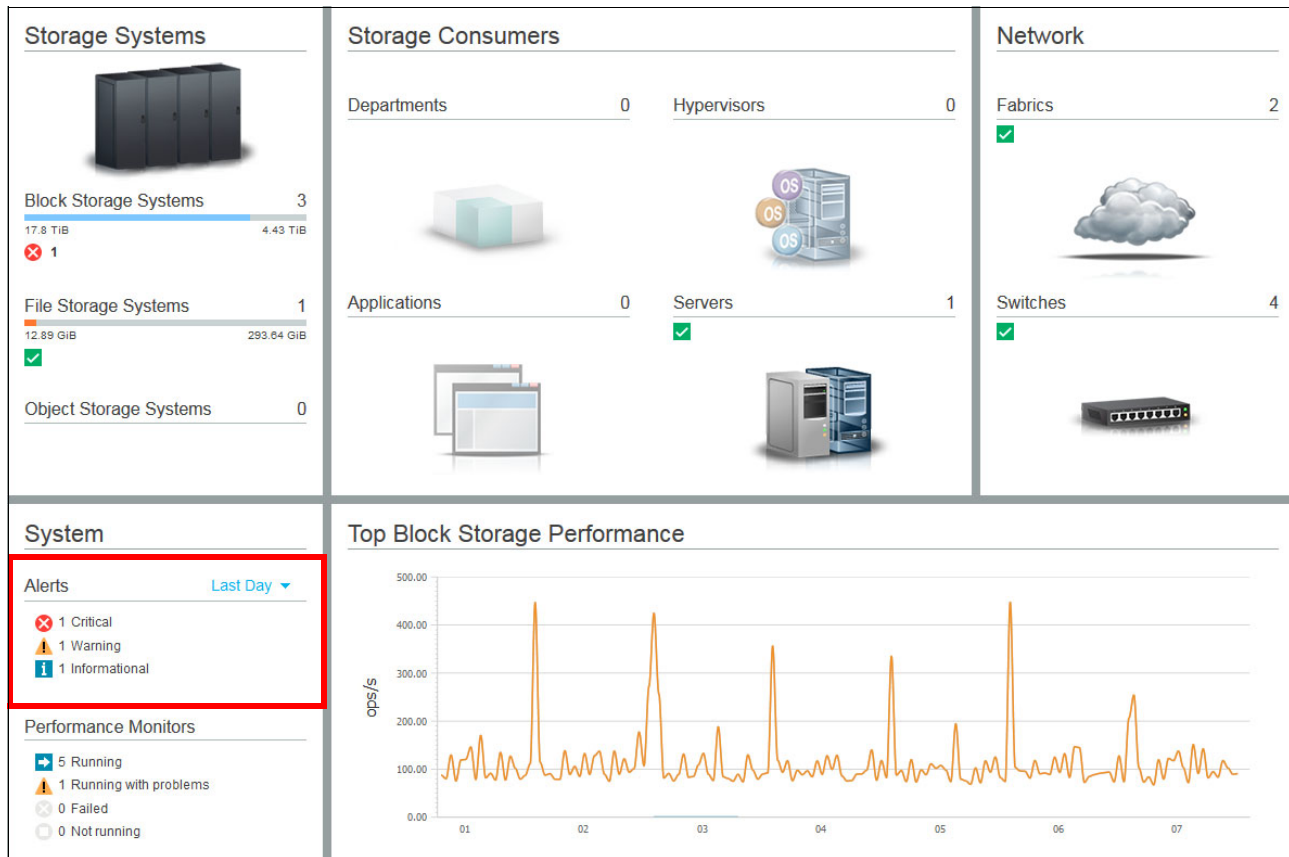 Storage Systems
Block Storage Systems 3
17.8 TiB 4.43 TiB
1
File Storage Systems 1
12.89 GiB 293.64 GiB
Object Storage Systems 0
Storage Consumers
Departments 0
Hypervisors 0
OS
OS
OS
Applications 0
Servers 1
Network
Fabrics 2
Switches 4
System
Alerts Last Day
1 Critical
1 Warning
1 Informational
Performance Monitors
5 Running
1 Running with problems
0 Failed
0 Not running
Top Block Storage Performance
500.00
400.00
300.00
200.00
100.00
0.00
ops/s
01 02 03 04 05 06 07